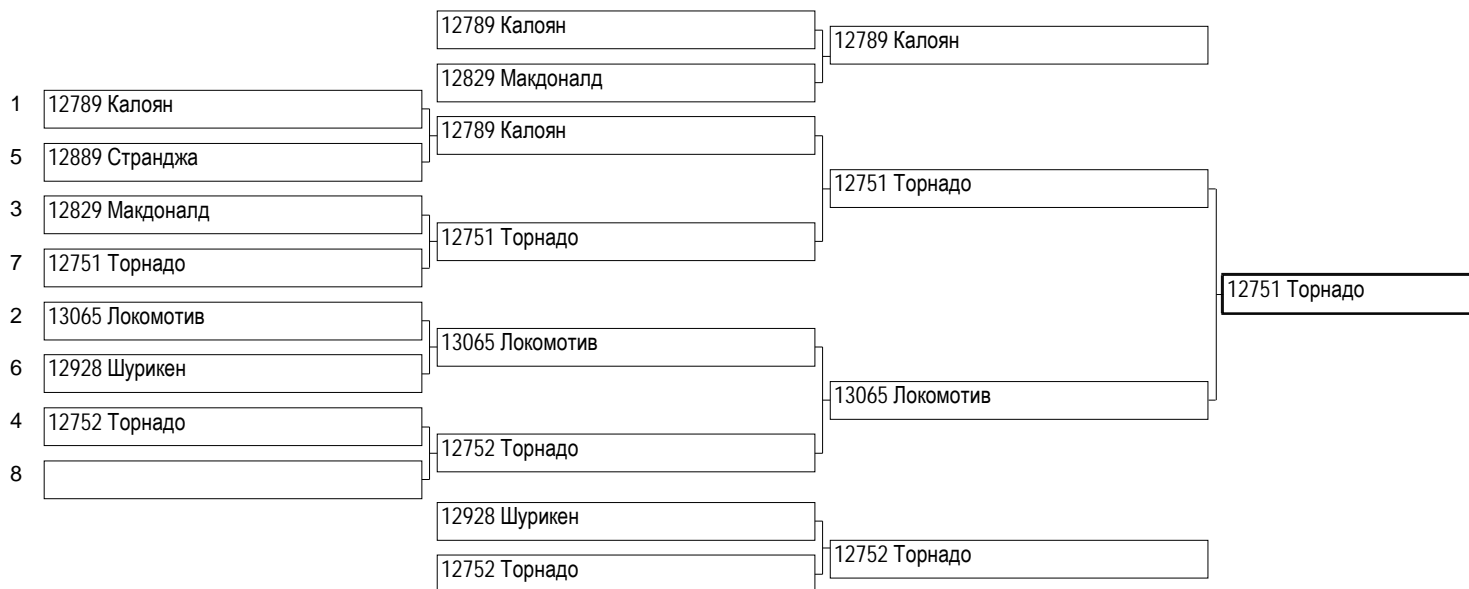 12789 Калоян
12789 Калоян
12829 Макдоналд
1 12789 Калоян
12789 Калоян
5 12889 Странджа
12751 Торнадо
3 12829 Макдоналд
12751 Торнадо
7 12751 Торнадо
12751 Торнадо
2 13065 Локомотив
13065 Локомотив
6 12928 Шурикен
13065 Локомотив
4 12752 Торнадо
12752 Торнадо
8
12928 Шурикен
12752 Торнадо
12752 Торнадо